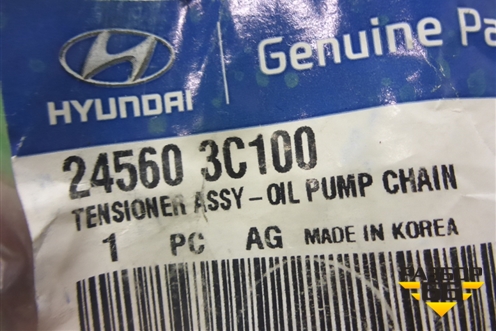 HYUNDAI
Genuine Pa
24560 3C100
TENSIONER ASSY-OIL PUMP CHAIN
1 PC AG MADE IN KOREA